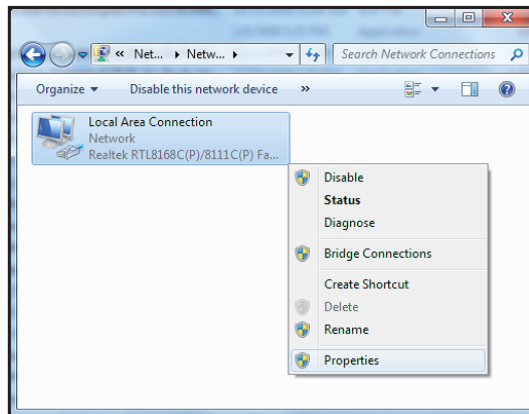 « Net... ▸ Netw... ▸
Search Network Connections
Organize ▾ Disable this network device »
Local Area Connection
Network
Realtek RTL8168C(P)/8111C(P) Fa...
Disable
Status
Diagnose
Bridge Connections
Create Shortcut
Delete
Rename
Properties